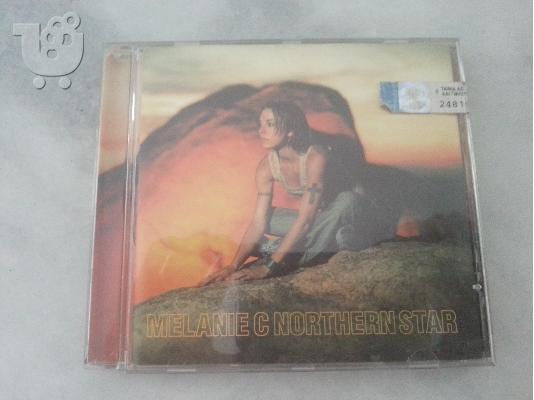 2481
MELANIE C NORTHERN STAR